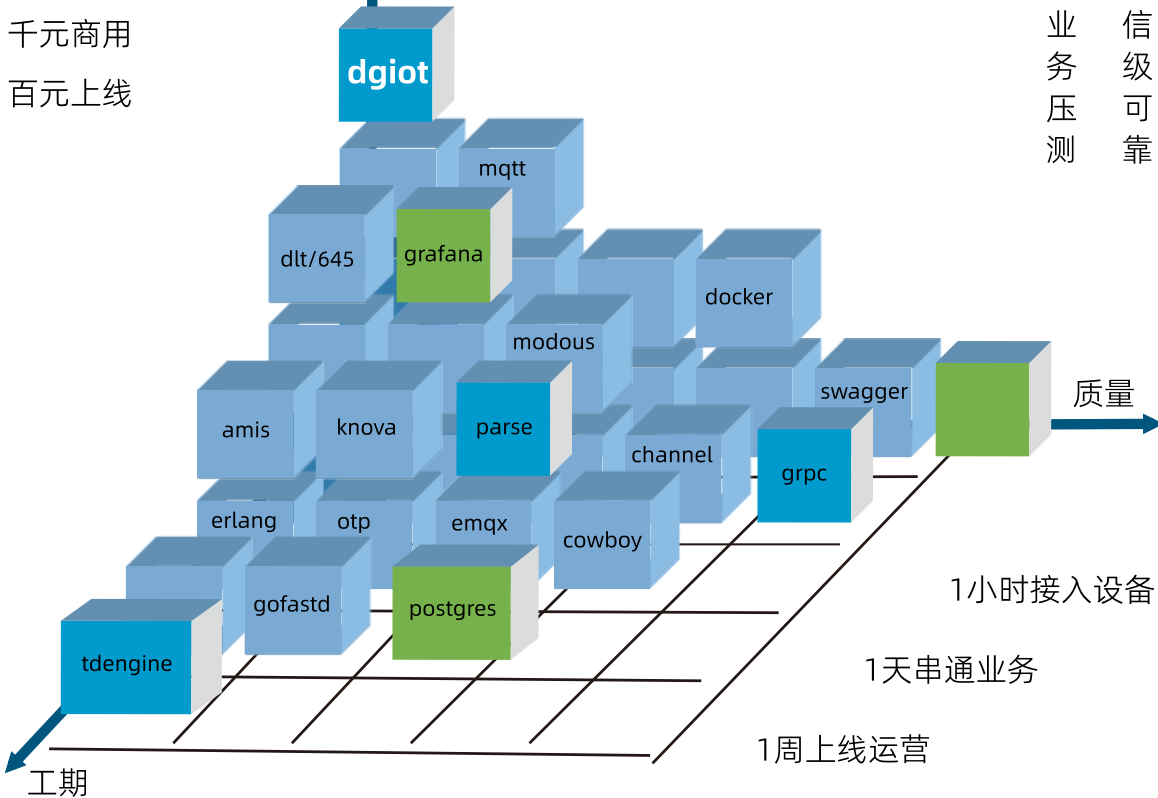 千元商用
百元上线
业务压测
信级可靠
dgiot
mqtt
dlt/645
grafana
docker
modous
swagger
质量
amis
knova
parse
channel
grpc
erlang
otp
emqx
cowboy
gofastd
postgres
tdengine
1小时接入设备
1天串通业务
1周上线运营
工期